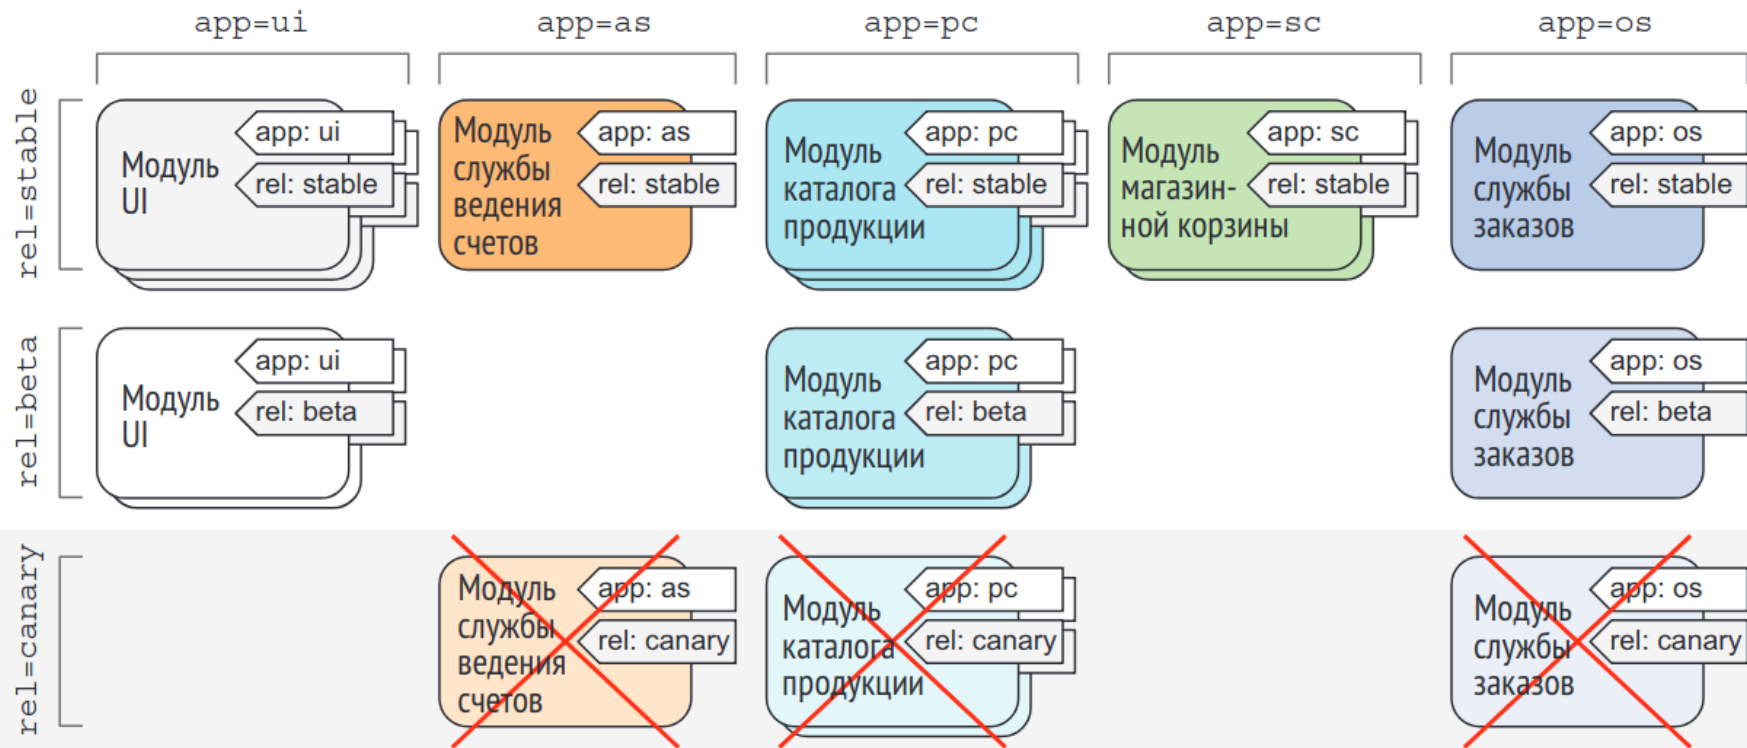 app=ui
app=as
app=pc
app=sc
app=os
rel=stable
Модуль
UI
app: ui
rel: stable
Модуль
службы
ведения
счетов
app: as
rel: stable
Модуль
каталога
продукции
app: pc
rel: stable
Модуль
магазин-
ной корзины
app: sc
rel: stable
Модуль
службы
заказов
app: os
rel: stable
rel=beta
Модуль
UI
app: ui
rel: beta
Модуль
каталога
продукции
app: pc
rel: beta
Модуль
службы
заказов
app: os
rel: beta
rel=canary
Модуль
службы
ведения
счетов
app: as
rel: canary
Модуль
каталога
продукции
app: pc
rel: canary
Модуль
службы
заказов
app: os
rel: canary